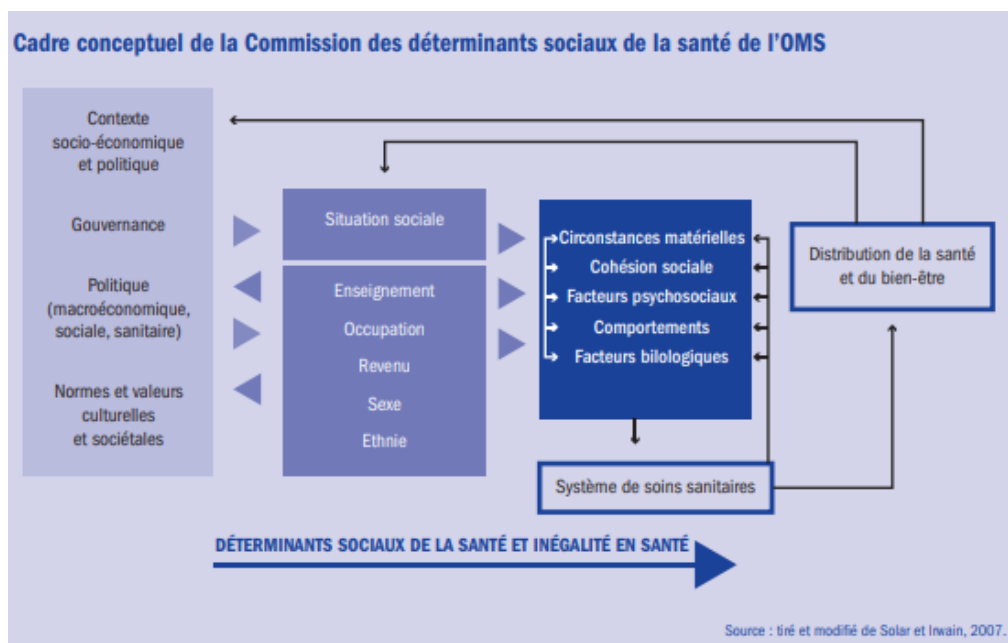 Cadre conceptuel de la Commission des déterminants sociaux de la santé de l'OMS
Contexte
socio-économique
et politique
Gouvernance
Politique
(macroéconomique,
sociale, sanitaire)
Normes et valeurs
culturelles
et sociétales
Situation sociale
Enseignement
Occupation
Revenu
Sexe
Ethnie
Circonstances matérielles
Cohésion sociale
Facteurs psychosociaux
Comportements
Facteurs bilologiques
Système de soins sanitaires
Distribution de la santé
et du bien-être
DÉTERMINANTS SOCIAUX DE LA SANTÉ ET INÉGALITÉ EN SANTÉ
Source : tiré et modifié de Solar et Irwain, 2007.